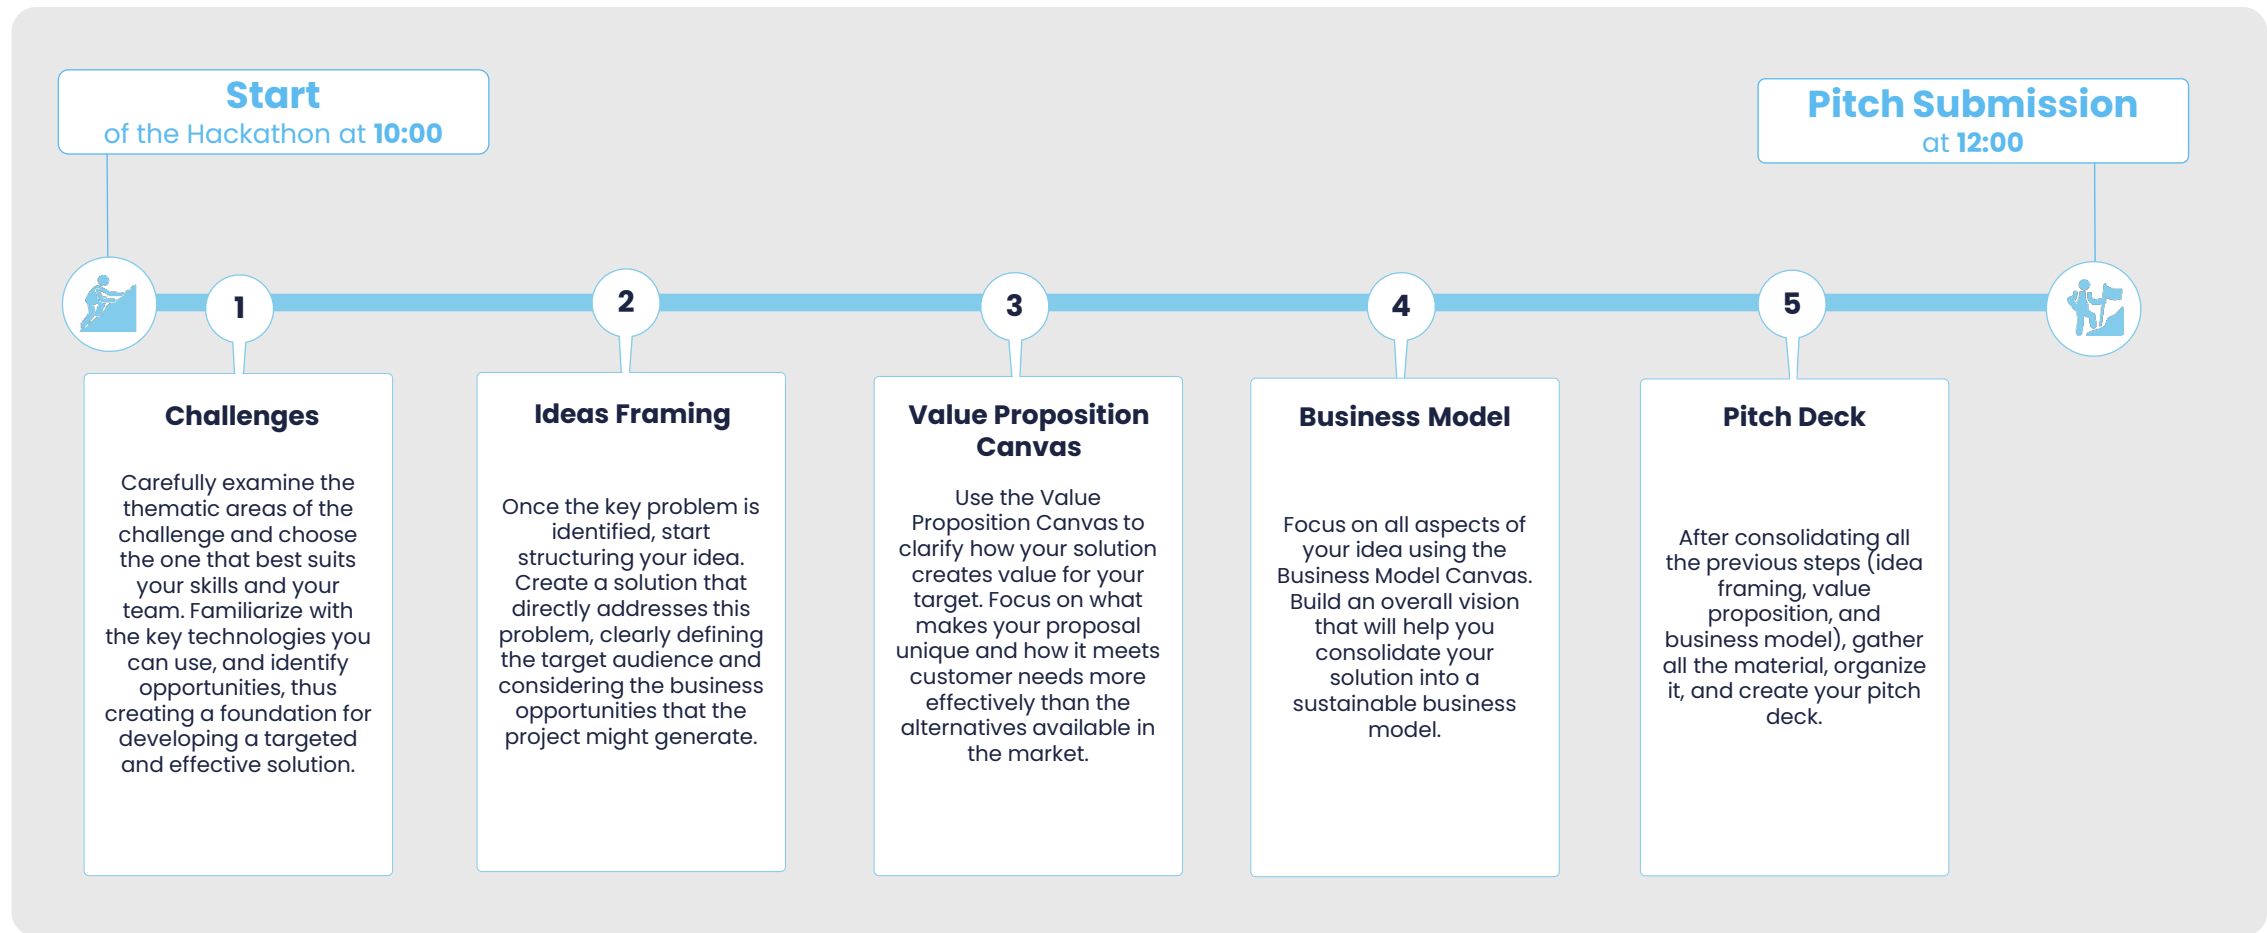 Start
of the Hackathon at 10:00
Pitch Submission
at 12:00
1
2
3
4
5
Challenges
Carefully examine the
thematic areas of the
challenge and choose
the one that best suits
your skills and your
team. Familiarize with
the key technologies you
can use, and identify
opportunities, thus
creating a foundation for
developing a targeted
and effective solution.
Ideas Framing
Once the key problem is
identified, start
structuring your idea.
Create a solution that
directly addresses this
problem, clearly defining
the target audience and
considering the business
opportunities that the
project might generate.
Value Proposition
Canvas
Use the Value
Proposition Canvas to
clarify how your solution
creates value for your
target. Focus on what
makes your proposal
unique and how it meets
customer needs more
effectively than the
alternatives available in
the market.
Business Model
Focus on all aspects of
your idea using the
Business Model Canvas.
Build an overall vision
that will help you
consolidate your
solution into a
sustainable business
model.
Pitch Deck
After consolidating all
the previous steps (idea
framing, value
proposition, and
business model), gather
all the material, organize
it, and create your pitch
deck.